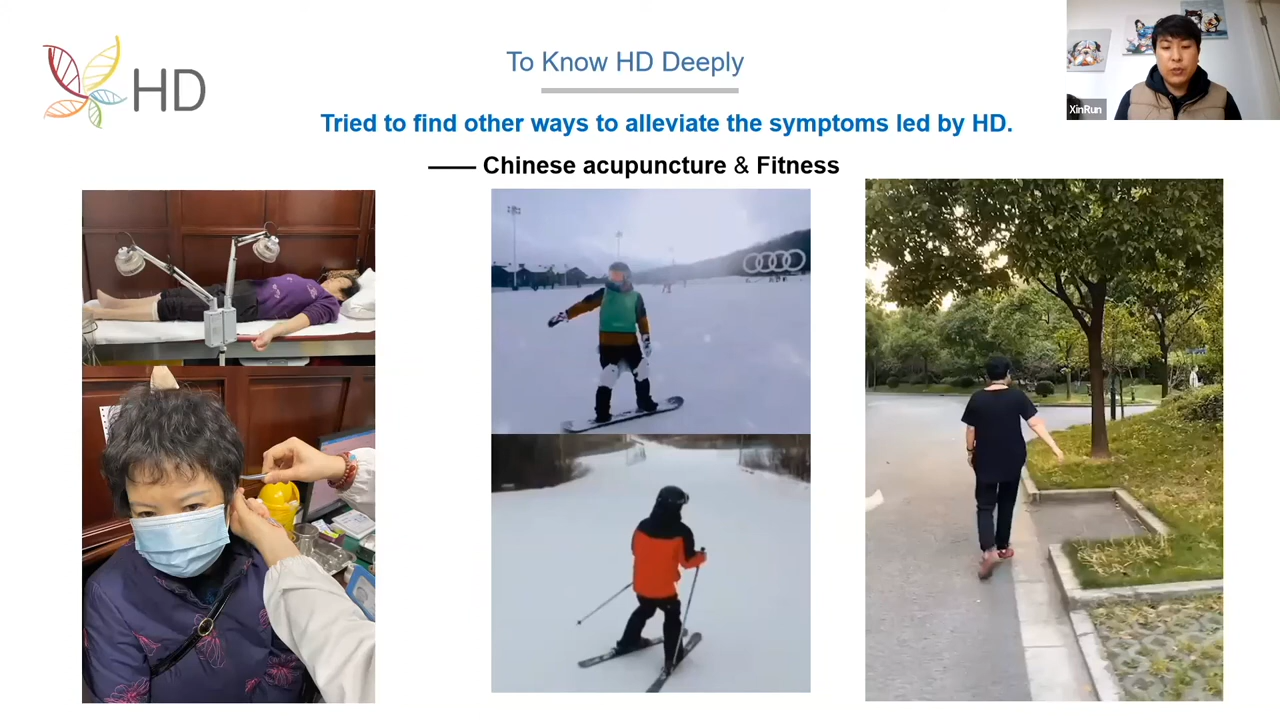 HD
To Know HD Deeply
XinRun
Tried to find other ways to alleviate the symptoms led by HD.
—— Chinese acupuncture & Fitness